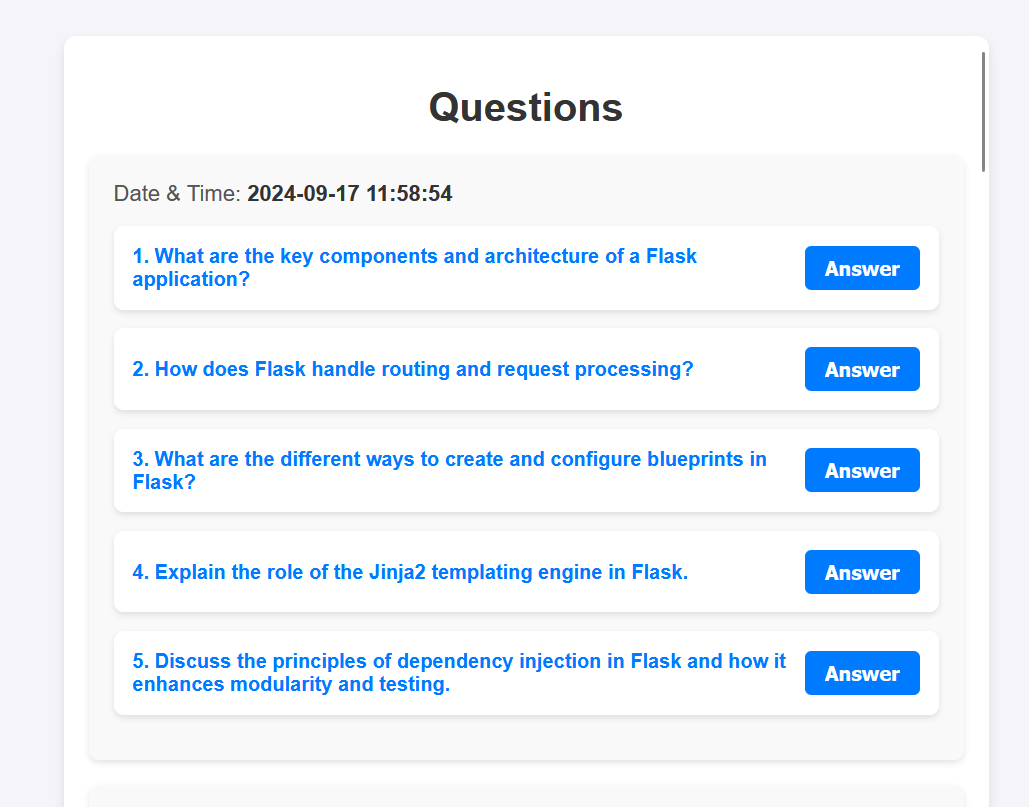 Questions
Date & Time: 2024-09-17 11:58:54
1. What are the key components and architecture of a Flask
application?
Answer
2. How does Flask handle routing and request processing?
Answer
3. What are the different ways to create and configure blueprints in
Flask?
Answer
4. Explain the role of the Jinja2 templating engine in Flask.
Answer
5. Discuss the principles of dependency injection in Flask and how it
enhances modularity and testing.
Answer